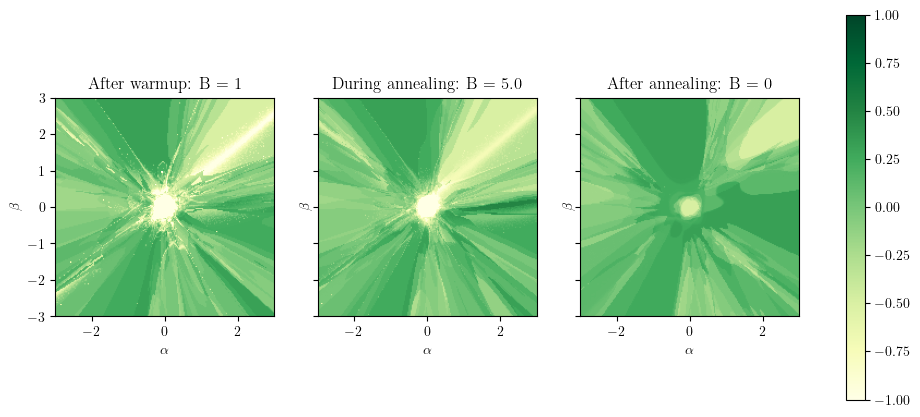 After warmup: B = 1
During annealing: B = 5.0
After annealing: B = 0
3
2
1
0
−1
−2
−3
β
β
β
−2
0
2
−2
0
2
−2
0
2
α
α
α
1.00
0.75
0.50
0.25
0.00
−0.25
−0.50
−0.75
−1.00